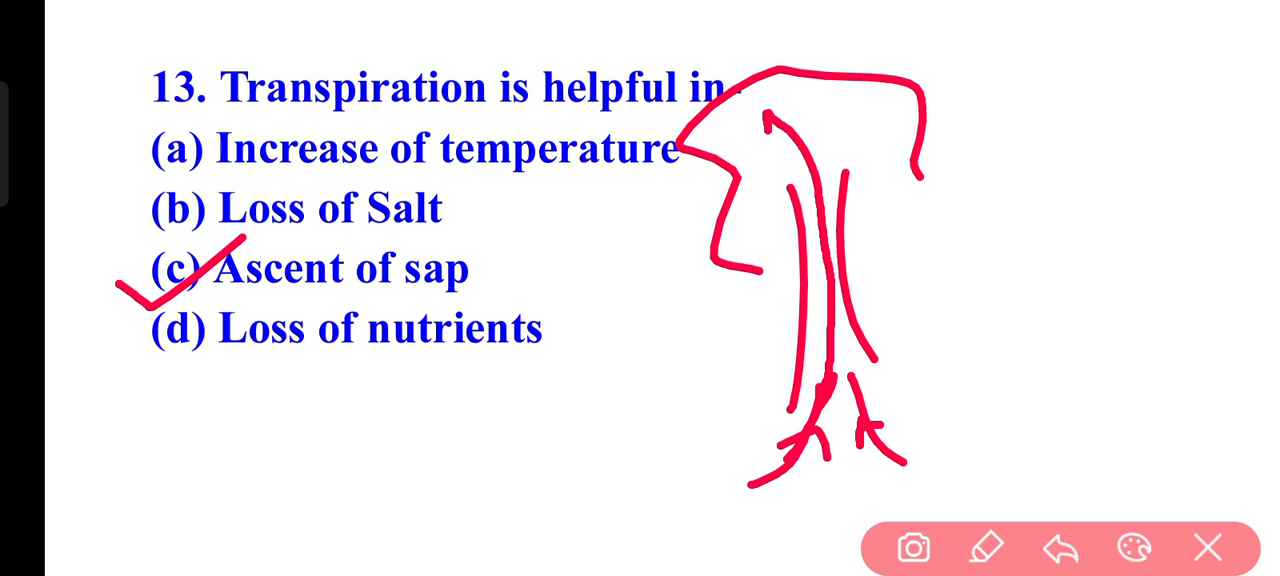 13. Transpiration is helpful in-
(a) Increase of temperature
(b) Loss of Salt
(c) Ascent of sap
(d) Loss of nutrients